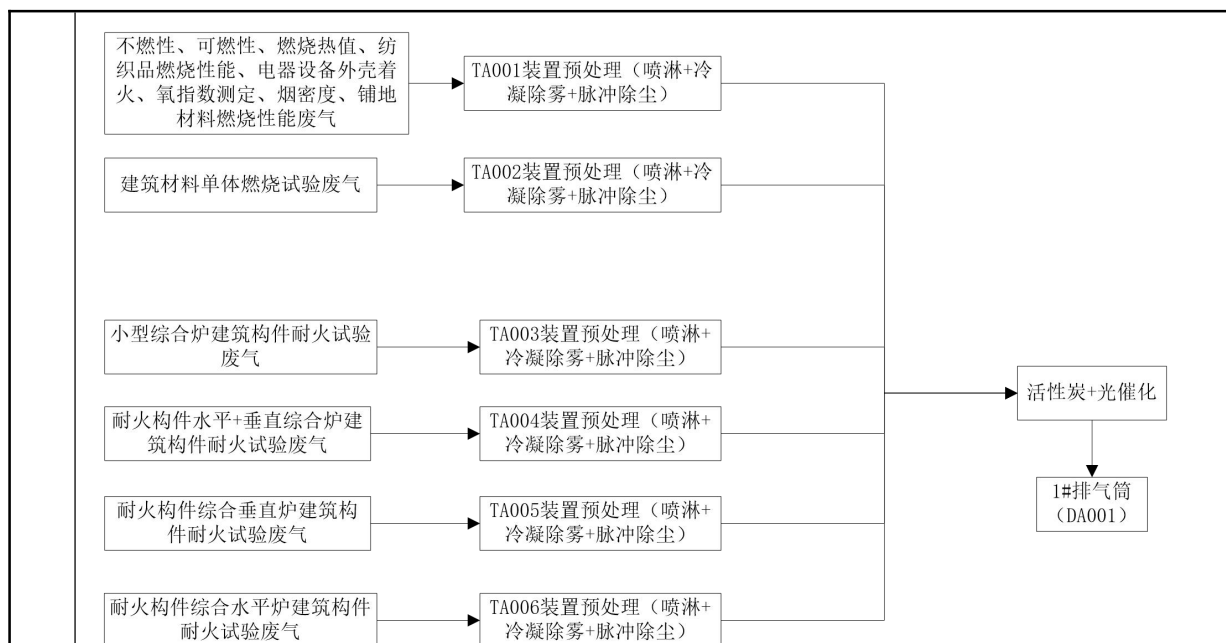 不燃性、可燃性、燃烧热值、纺
织品燃烧性能、电器设备外壳着
火、氧指数测定、烟密度、铺地
材料燃烧性能废气
TA001装置预处理（喷淋+冷
凝除雾+脉冲除尘）
建筑材料单体燃烧试验废气
TA002装置预处理（喷淋+冷
凝除雾+脉冲除尘）
小型综合炉建筑构件耐火试验
废气
TA003装置预处理（喷淋+
冷凝除雾+脉冲除尘）
耐火构件水平+垂直综合炉建
筑构件耐火试验废气
TA004装置预处理（喷淋+
冷凝除雾+脉冲除尘）
耐火构件综合垂直炉建筑构
件耐火试验废气
TA005装置预处理（喷淋+
冷凝除雾+脉冲除尘）
耐火构件综合水平炉建筑构件
耐火试验废气
TA006装置预处理（喷淋+
冷凝除雾+脉冲除尘）
活性炭+光催化
1#排气筒
（DA001）